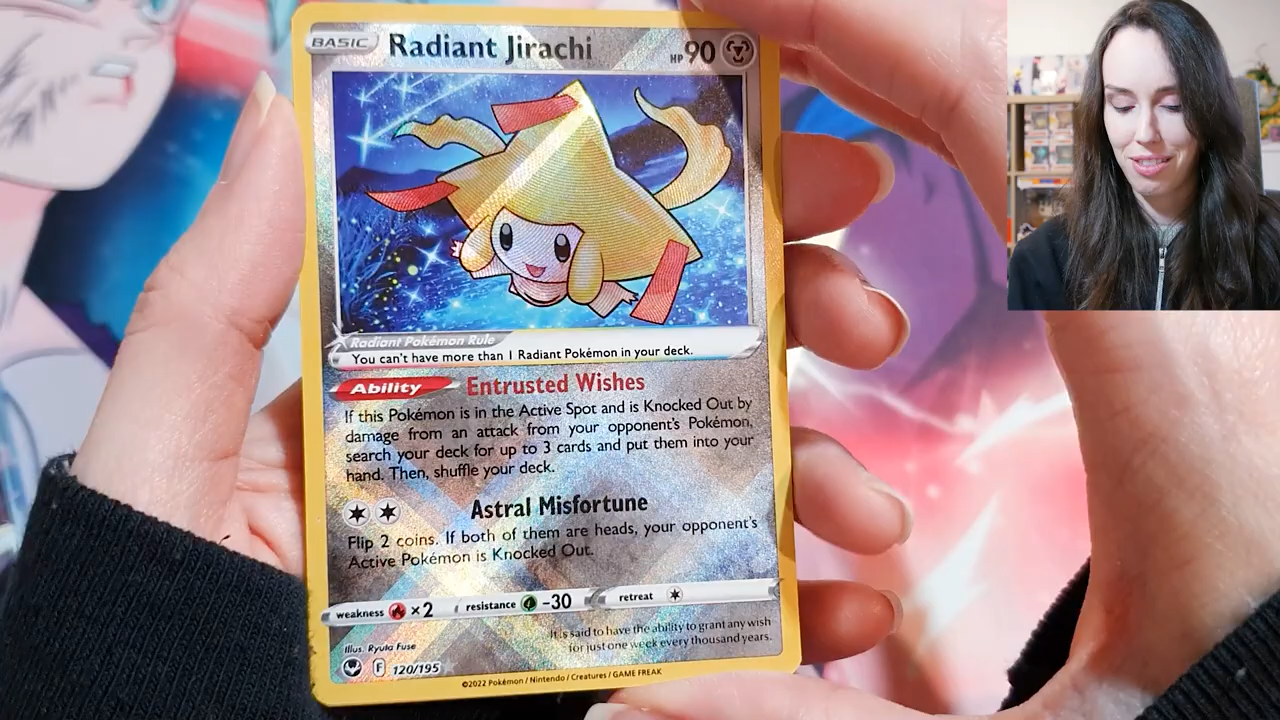 BASIC Radiant Jirachi HP 90
Radiant Pokémon Rule
You can't have more than 1 Radiant Pokémon in your deck.
Ability Entrusted Wishes
If this Pokémon is in the Active Spot and is Knocked Out by
damage from an attack from your opponent's Pokémon,
search your deck for up to 3 cards and put them into your
hand. Then, shuffle your deck.
Astral Misfortune
Flip 2 coins. If both of them are heads, your opponent's
Active Pokémon is Knocked Out.
weakness ×2 resistance -30 retreat
It is said to have the ability to grant any wish
for just one week every thousand years.
Illus. Ryuta Fuse
F 120/195
©2022 Pokémon / Nintendo / Creatures / GAME FREAK